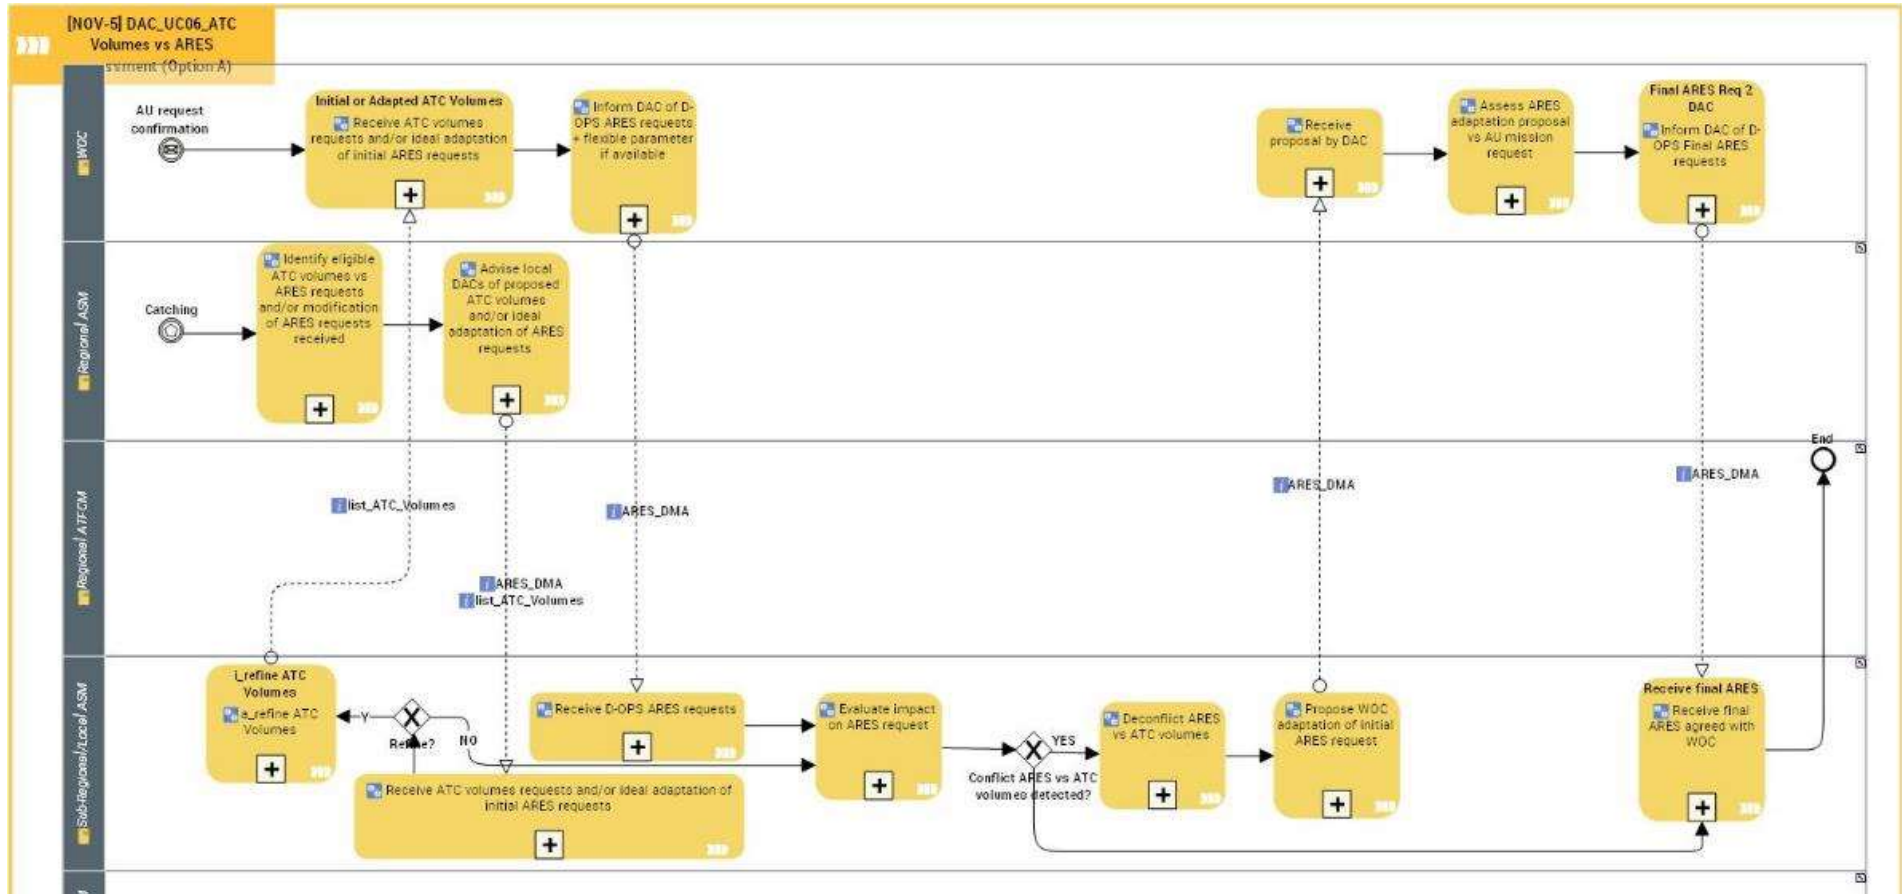 [NOV-5] DAC_UC06_ATC
Volumes vs ARES
ssment (Option A)
WOC
AU request
confirmation
Initial or Adapted ATC Volumes
Receive ATC volumes
requests and/or ideal adaptation
of initial ARES requests
Inform DAC of D-
OPS ARES requests
+ flexible parameter
if available
Receive
proposal by DAC
Assess ARES
adaptation proposal
vs AU mission
request
Final ARES Req 2
DAC
Inform DAC of D-
OPS Final ARES
requests
Regional ASM
Catching
Identify eligible
ATC volumes vs
ARES requests
and/or modification
of ARES requests
received
Advise local
DACs of proposed
ATC volumes
and/or ideal
adaptation of ARES
requests
Regional ATFCM
list_ATC_Volumes
ARES_DMA
ARES_DMA
list_ATC_Volumes
ARES_DMA
ARES_DMA
End
Sub-Regional/Local ASM
i_refine ATC
Volumes
a_refine ATC
Volumes
Y
Refine?
NO
Receive D-OPS ARES requests
Receive ATC volumes requests and/or ideal adaptation of
initial ARES requests
Evaluate impact
on ARES request
YES
Conflict ARES vs ATC
volumes detected?
Deconflict ARES
vs ATC volumes
Propose WOC
adaptation of initial
ARES request
Receive final ARES
Receive final
ARES agreed with
WOC